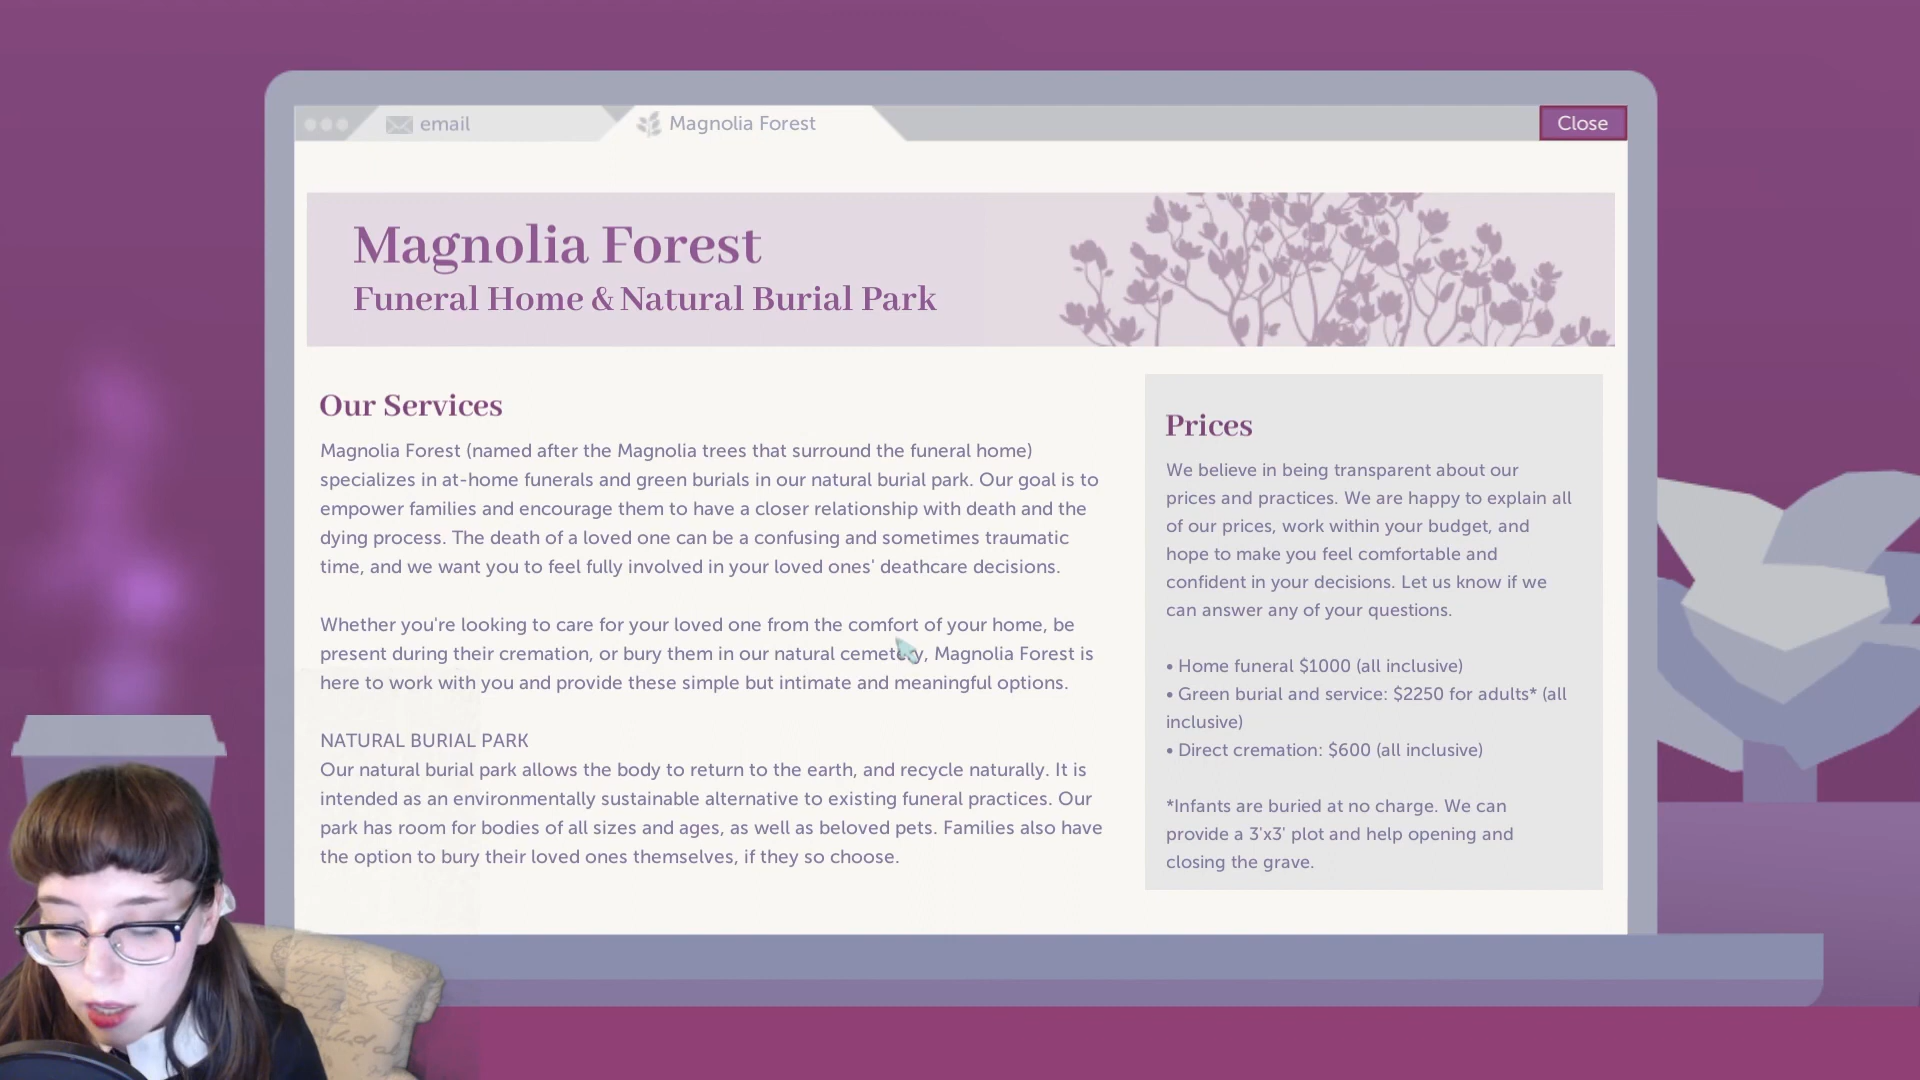 email
Magnolia Forest
Close
Magnolia Forest
Funeral Home & Natural Burial Park
Our Services
Magnolia Forest (named after the Magnolia trees that surround the funeral home)
specializes in at-home funerals and green burials in our natural burial park. Our goal is to
empower families and encourage them to have a closer relationship with death and the
dying process. The death of a loved one can be a confusing and sometimes traumatic
time, and we want you to feel fully involved in your loved ones' deathcare decisions.
Whether you're looking to care for your loved one from the comfort of your home, be
present during their cremation, or bury them in our natural cemetery, Magnolia Forest is
here to work with you and provide these simple but intimate and meaningful options.
NATURAL BURIAL PARK
Our natural burial park allows the body to return to the earth, and recycle naturally. It is
intended as an environmentally sustainable alternative to existing funeral practices. Our
park has room for bodies of all sizes and ages, as well as beloved pets. Families also have
the option to bury their loved ones themselves, if they so choose.
Prices
We believe in being transparent about our
prices and practices. We are happy to explain all
of our prices, work within your budget, and
hope to make you feel comfortable and
confident in your decisions. Let us know if we
can answer any of your questions.
• Home funeral $1000 (all inclusive)
• Green burial and service: $2250 for adults* (all
inclusive)
• Direct cremation: $600 (all inclusive)
*Infants are buried at no charge. We can
provide a 3'x3' plot and help opening and
closing the grave.